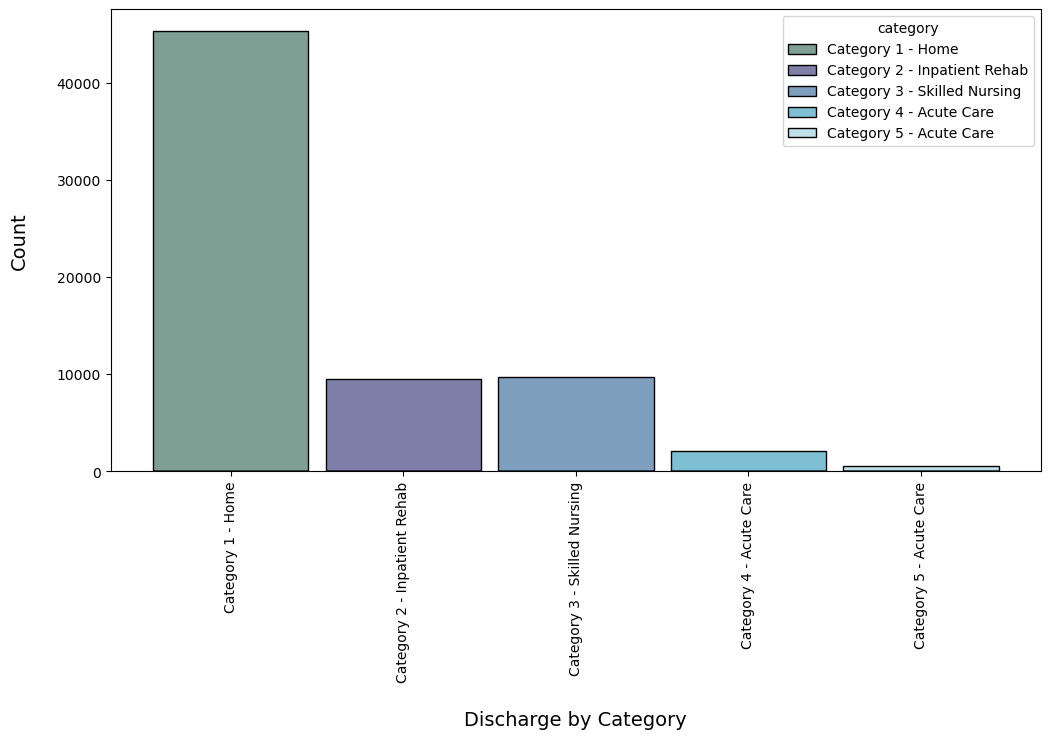 category
Category 1 - Home
Category 2 - Inpatient Rehab
Category 3 - Skilled Nursing
Category 4 - Acute Care
Category 5 - Acute Care
Count
40000
30000
20000
10000
0
Category 1 - Home
Category 2 - Inpatient Rehab
Category 3 - Skilled Nursing
Category 4 - Acute Care
Category 5 - Acute Care
Discharge by Category